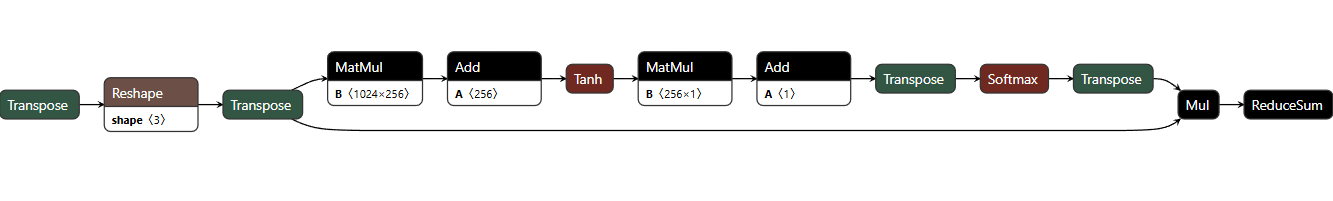 Transpose
Reshape
shape〈3〉
Transpose
MatMul
B〈1024×256〉
Add
A〈256〉
Tanh
MatMul
B〈256×1〉
Add
A〈1〉
Transpose
Softmax
Transpose
Mul
ReduceSum